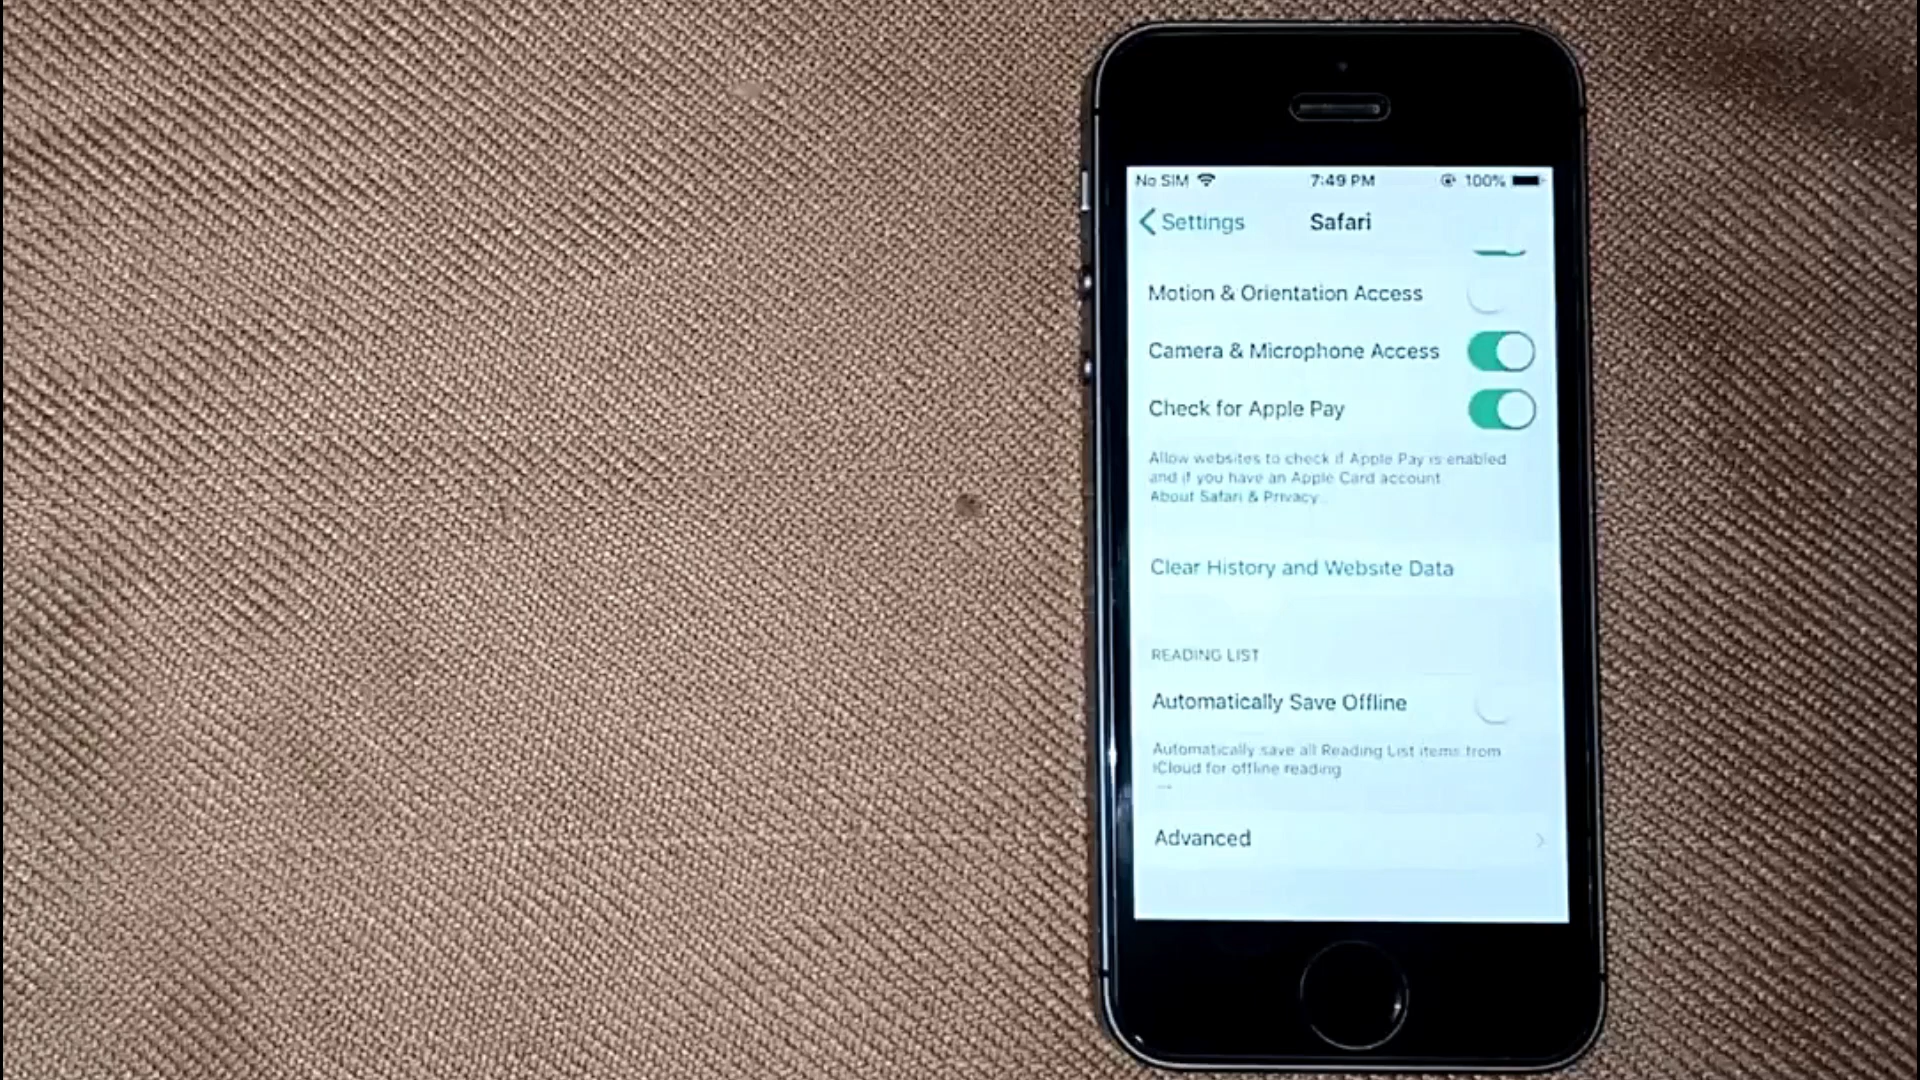 No SIM 7:49 PM 100%
Settings Safari
Motion & Orientation Access
Camera & Microphone Access
Check for Apple Pay
Allow websites to check if Apple Pay is enabled
and if you have an Apple Card account
About Safari & Privacy...
Clear History and Website Data
READING LIST
Automatically Save Offline
Automatically save all Reading List items from
iCloud for offline reading
Advanced